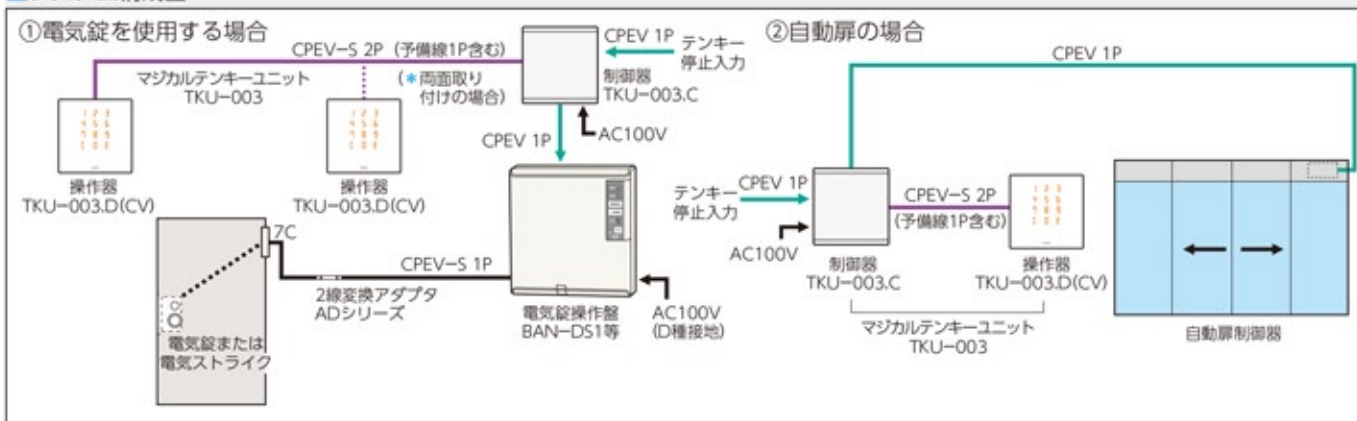 ①電気錠を使用する場合
CPEV-S 2P (予備線1P含む)
マジカルテンキーユニット
TKU-003
(*両面取り
付けの場合)
操作器
TKU-003.D(CV)
操作器
TKU-003.D(CV)
CPEV 1P
テンキー
停止入力
制御器
TKU-003.C
AC100V
CPEV 1P
7C
CPEV-S 1P
2線変換アダプタ
ADシリーズ
電気錠または
電気ストライク
電気錠操作盤
BAN-DS1等
AC100V
(D種接地)
②自動扉の場合
CPEV 1P
テンキー
停止入力
CPEV 1P
AC100V
制御器
TKU-003.C
CPEV-S 2P
(予備線1P含む)
操作器
TKU-003.D(CV)
マジカルテンキーユニット
TKU-003
自動扉制御器